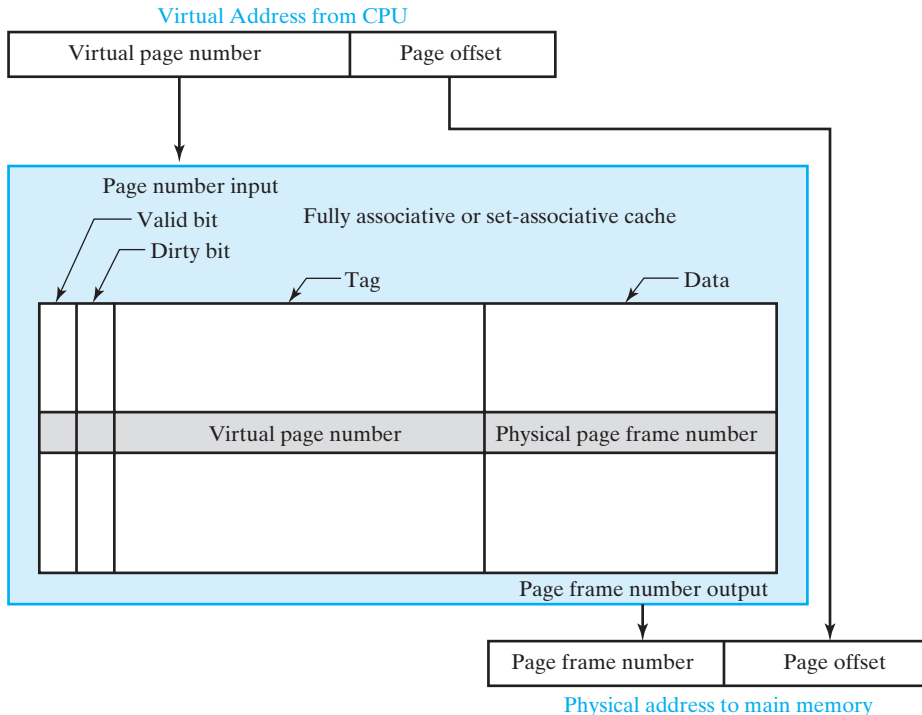 Virtual Address from CPU
Virtual page number
Page offset
Page number input
Valid bit
Fully associative or set-associative cache
Dirty bit
Tag
Data
Virtual page number
Physical page frame number
Page frame number output
Page frame number
Page offset
Physical address to main memory